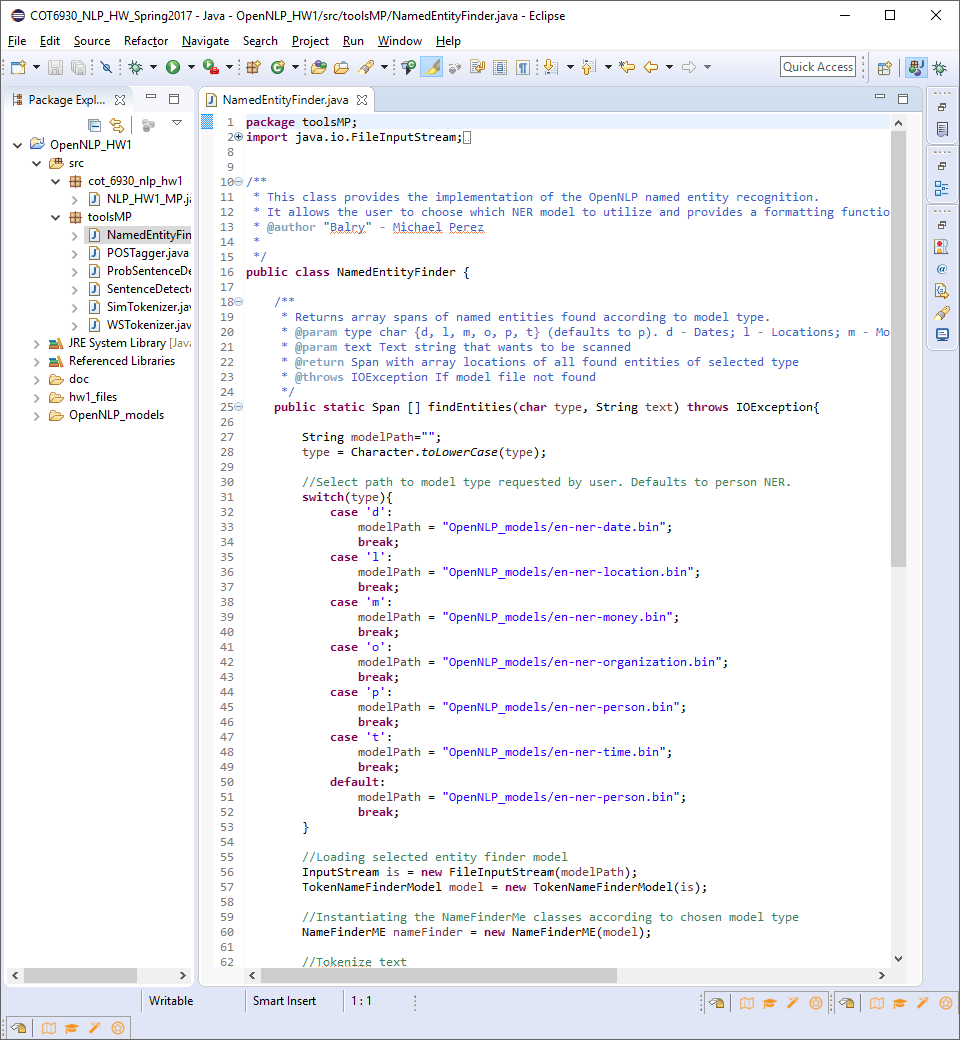 COT6930_NLP_HW_Spring2017 - Java - OpenNLP_HW1/src/toolsMP/NamedEntityFinder.java - Eclipse
File Edit Source Refactor Navigate Search Project Run Window Help
Quick Access
Package Expl...
NamedEntityFinder.java
OpenNLP_HW1
src
cot_6930_nlp_hw1
NLP_HW1_MP.ja
toolsMP
NamedEntityFin
POSTagger.java
ProbSentenceDe
SentenceDetecto
SimTokenizer.jav
WSTokenizer.jav
JRE System Library [Java
Referenced Libraries
doc
hw1_files
OpenNLP_models
1 package toolsMP;
2 import java.io.FileInputStream;
8
9
10 /**
11 * This class provides the implementation of the OpenNLP named entity recognition.
12 * It allows the user to choose which NER model to utilize and provides a formatting functio
13 * @author "Balry" - Michael Perez
14 *
15 */
16 public class NamedEntityFinder {
17
18 /**
19 * Returns array spans of named entities found according to model type.
20 * @param type char {d, l, m, o, p, t} (defaults to p). d - Dates; l - Locations; m - Mo
21 * @param text Text string that wants to be scanned
22 * @return Span with array locations of all found entities of selected type
23 * @throws IOException If model file not found
24 */
25 public static Span [] findEntities(char type, String text) throws IOException{
26
27 String modelPath="";
28 type = Character.toLowerCase(type);
29
30 //Select path to model type requested by user. Defaults to person NER.
31 switch(type){
32 case 'd':
33 modelPath = "OpenNLP_models/en-ner-date.bin";
34 break;
35 case 'l':
36 modelPath = "OpenNLP_models/en-ner-location.bin";
37 break;
38 case 'm':
39 modelPath = "OpenNLP_models/en-ner-money.bin";
40 break;
41 case 'o':
42 modelPath = "OpenNLP_models/en-ner-organization.bin";
43 break;
44 case 'p':
45 modelPath = "OpenNLP_models/en-ner-person.bin";
46 break;
47 case 't':
48 modelPath = "OpenNLP_models/en-ner-time.bin";
49 break;
50 default:
51 modelPath = "OpenNLP_models/en-ner-person.bin";
52 break;
53 }
54
55 //Loading selected entity finder model
56 InputStream is = new FileInputStream(modelPath);
57 TokenNameFinderModel model = new TokenNameFinderModel(is);
58
59 //Instantiating the NameFinderMe classes according to chosen model type
60 NameFinderME nameFinder = new NameFinderME(model);
61
62 //Tokenize text
Writable Smart Insert 1 : 1